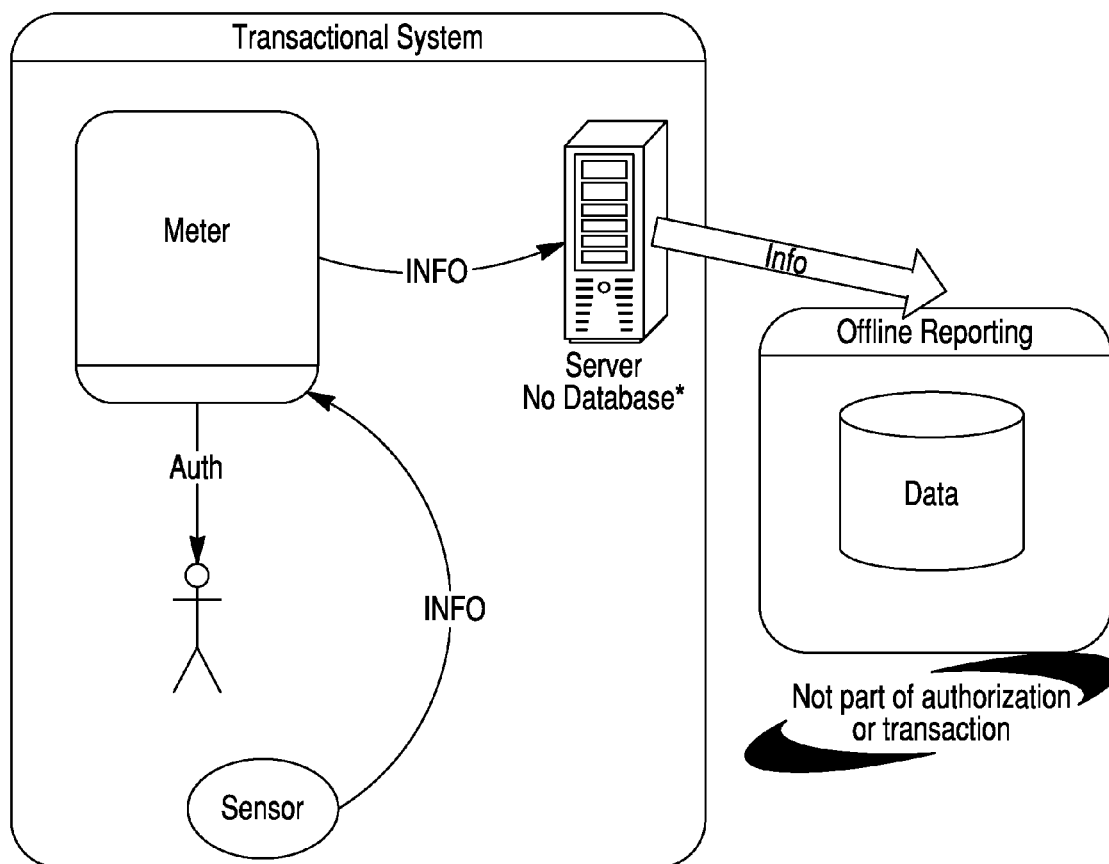 Transactional System
Meter
INFO
Info
Server
No Database*
Offline Reporting
Data
Auth
INFO
Not part of authorization
or transaction
Sensor